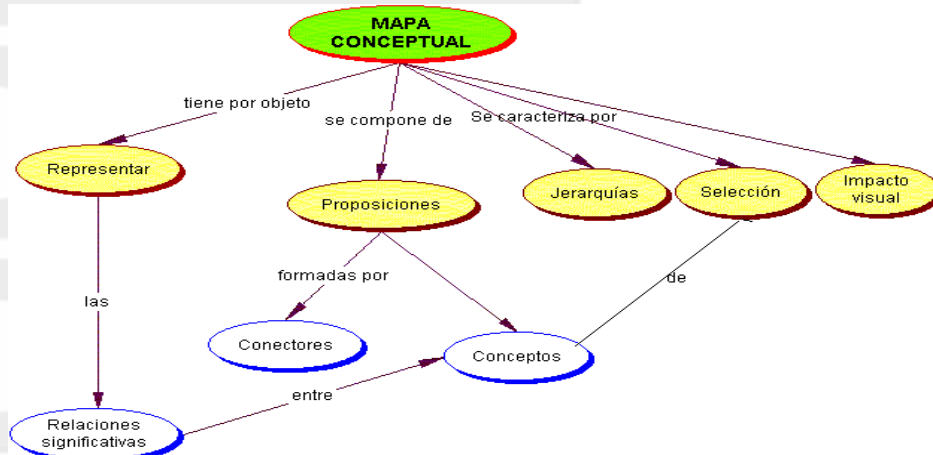 MAPA
CONCEPTUAL
tiene por objeto
se compone de
Se caracteriza por
Representar
Proposiciones
Jerarquías
Selección
Impacto
visual
formadas por
de
las
Conectores
Conceptos
entre
Relaciones
significativas